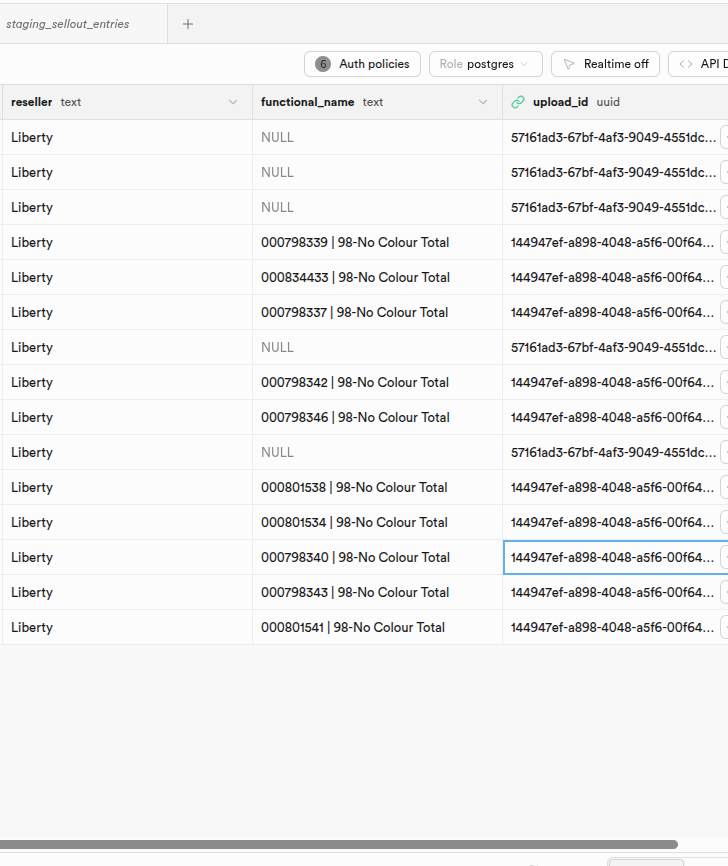 staging_sellout_entries +
6 Auth policies Role postgres Realtime off <> API D
reseller text functional_name text upload_id uuid
Liberty NULL 57161ad3-67bf-4af3-9049-4551dc...
Liberty NULL 57161ad3-67bf-4af3-9049-4551dc...
Liberty NULL 57161ad3-67bf-4af3-9049-4551dc...
Liberty 000798339 | 98-No Colour Total 144947ef-a898-4048-a5f6-00f64...
Liberty 000834433 | 98-No Colour Total 144947ef-a898-4048-a5f6-00f64...
Liberty 000798337 | 98-No Colour Total 144947ef-a898-4048-a5f6-00f64...
Liberty NULL 57161ad3-67bf-4af3-9049-4551dc...
Liberty 000798342 | 98-No Colour Total 144947ef-a898-4048-a5f6-00f64...
Liberty 000798346 | 98-No Colour Total 144947ef-a898-4048-a5f6-00f64...
Liberty NULL 57161ad3-67bf-4af3-9049-4551dc...
Liberty 000801538 | 98-No Colour Total 144947ef-a898-4048-a5f6-00f64...
Liberty 000801534 | 98-No Colour Total 144947ef-a898-4048-a5f6-00f64...
Liberty 000798340 | 98-No Colour Total 144947ef-a898-4048-a5f6-00f64...
Liberty 000798343 | 98-No Colour Total 144947ef-a898-4048-a5f6-00f64...
Liberty 000801541 | 98-No Colour Total 144947ef-a898-4048-a5f6-00f64...